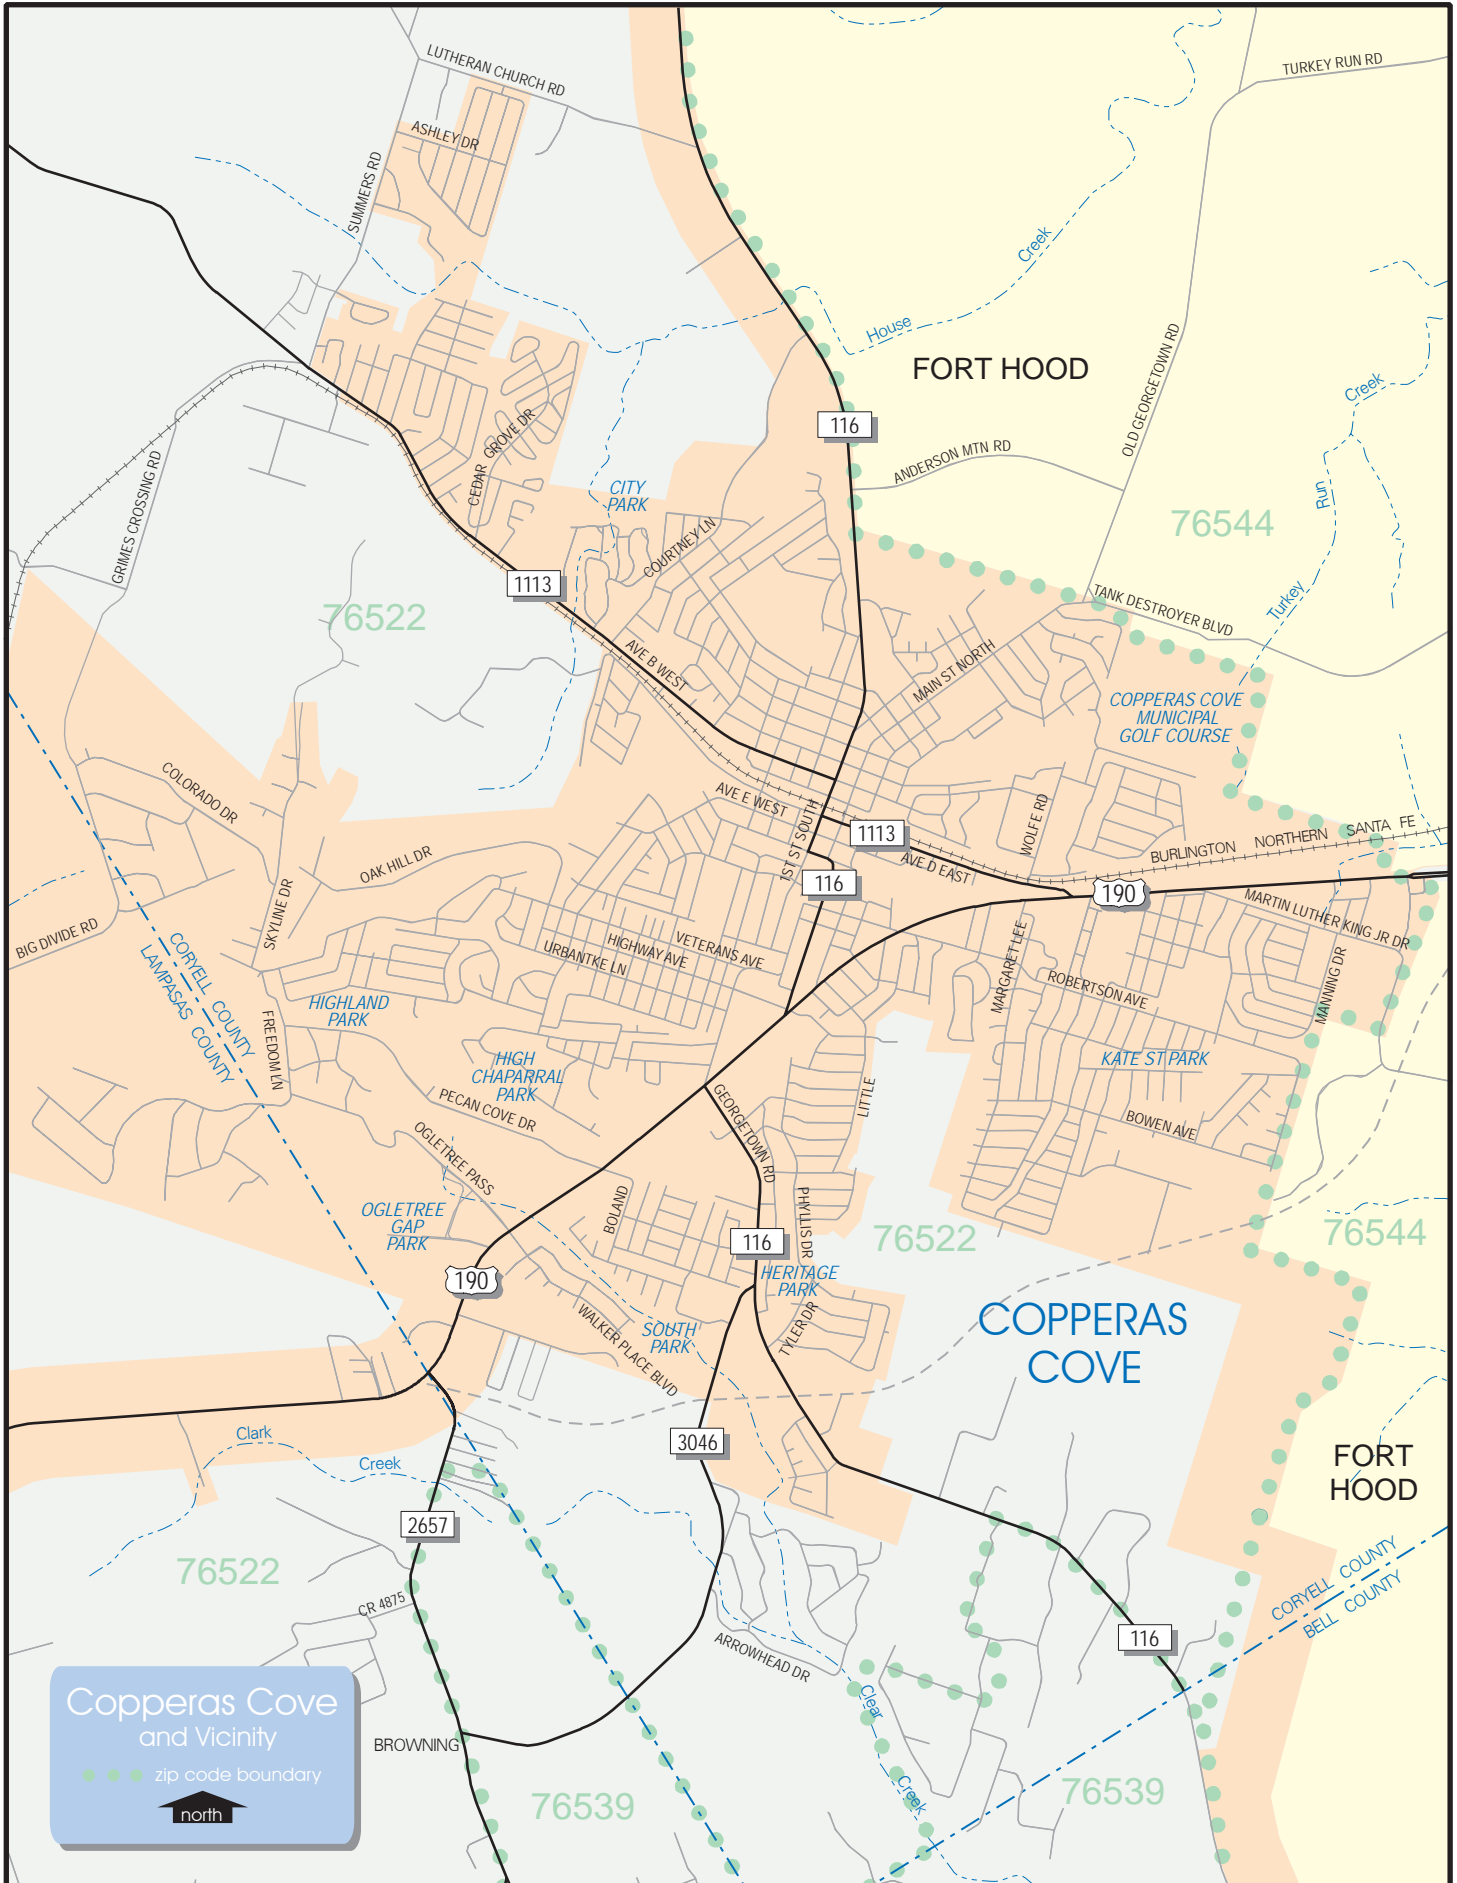 LUTHERAN CHURCH RD
TURKEY RUN RD
ASHLEY DR
SUMMERS RD
Creek
House
FORT HOOD
OLD GEORGETOWN RD
Creek
116
ANDERSON MTN RD
CEDAR GROVE DR
GRIMES CROSSING RD
CITY
PARK
Run
76544
COURTNEY LN
1113
76522
TANK DESTROYER BLVD
Turkey
AVE B WEST
MAIN ST NORTH
COPPERAS COVE
MUNICIPAL
GOLF COURSE
COLORADO DR
AVE E WEST
1ST ST SOUTH
1113
WOLFE RD
BURLINGTON NORTHERN SANTA FE
OAK HILL DR
AVE D EAST
116
190
SKYLINE DR
MARTIN LUTHER KING JR DR
BIG DIVIDE RD
CORYELL COUNTY
LAMPASAS COUNTY
VETERANS AVE
HIGHWAY AVE
URBANTKE LN
MARGARET LEE
ROBERTSON AVE
MANNING DR
HIGHLAND
PARK
FREEDOM LN
HIGH
CHAPARRAL
PARK
KATE ST PARK
PECAN COVE DR
GEORGETOWN RD
LITTLE
BOWEN AVE
OGLETREE PASS
OGLETREE
GAP
PARK
BOLAND
PHYLLIS DR
116
76522
76544
190
HERITAGE
PARK
COPPERAS
COVE
WALKER PLACE BLVD
SOUTH
PARK
TYLER DR
Clark
Creek
3046
FORT
HOOD
2657
76522
CR 4875
CORYELL COUNTY
BELL COUNTY
116
ARROWHEAD DR
Clear
Creek
Copperas Cove
and Vicinity
zip code boundary
north
BROWNING
76539
76539